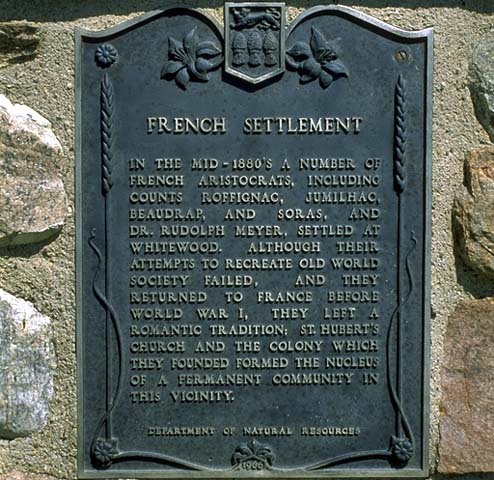 FRENCH SETTLEMENT
IN THE MID-1880'S A NUMBER OF
FRENCH ARISTOCRATS, INCLUDING
COUNTS ROFFIGNAC, JUMILHAC,
BEAUDRAP, AND SORAS, AND
DR. RUDOLPH MEYER, SETTLED AT
WHITEWOOD. ALTHOUGH THEIR
ATTEMPTS TO RECREATE OLD WORLD
SOCIETY FAILED, AND THEY
RETURNED TO FRANCE BEFORE
WORLD WAR I, THEY LEFT A
ROMANTIC TRADITION; ST. HUBERT'S
CHURCH AND THE COLONY WHICH
THEY FOUNDED FORMED THE NUCLEUS
OF A PERMANENT COMMUNITY IN
THIS VICINITY.
DEPARTMENT OF NATURAL RESOURCES
1966